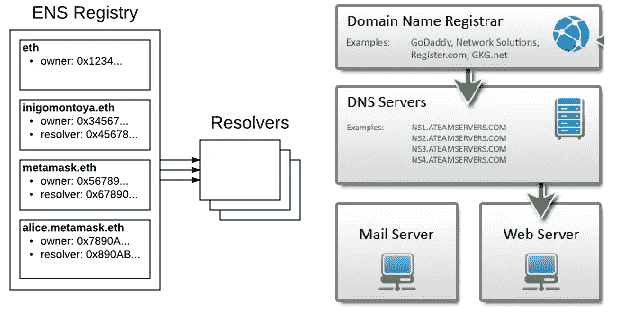 ENS Registry
eth
• owner: 0x1234...
inigomontoya.eth
• owner: 0x34567...
• resolver: 0x45678...
metamask.eth
• owner: 0x56789...
• resolver: 0x67890...
alice.metamask.eth
• owner: 0x7890A...
• resolver: 0x890AB...
Resolvers
Domain Name Registrar
Examples: GoDaddy, Network Solutions,
Register.com, GKG.net
DNS Servers
Examples: NS1.ATEAMSERVERS.COM
NS2.ATEAMSERVERS.COM
NS3.ATEAMSERVERS.COM
NS4.ATEAMSERVERS.COM
Mail Server
Web Server